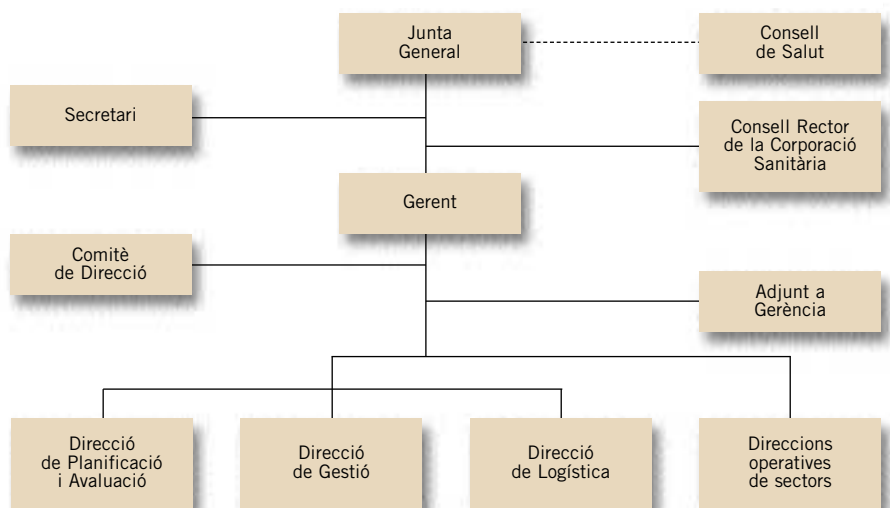 Junta
General
Consell
de Salut
Secretari
Consell Rector
de la Corporació
Sanitària
Gerent
Comitè
de Direcció
Adjunt a
Gerència
Direcció
de Planificació
i Avaluació
Direcció
de Gestió
Direcció
de Logística
Direccions
operatives
de sectors